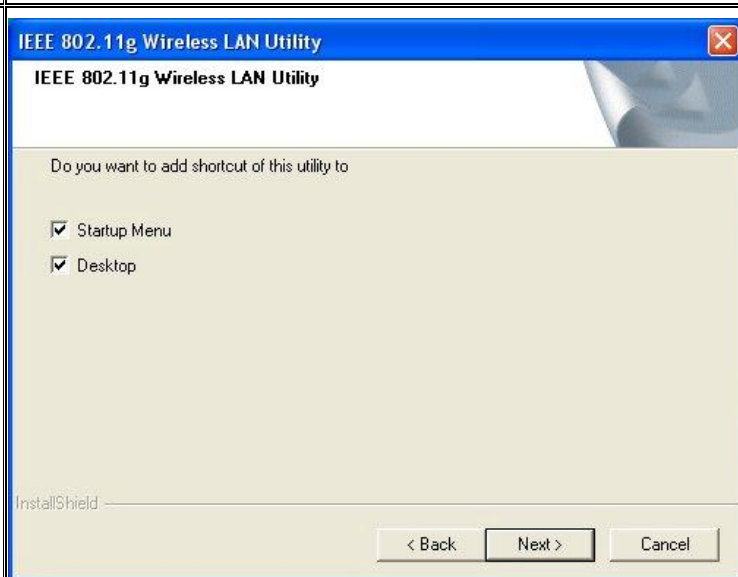 IEEE 802.11g Wireless LAN Utility
IEEE 802.11g Wireless LAN Utility
Do you want to add shortcut of this utility to
Startup Menu
Desktop
InstallShield
< Back Next > Cancel